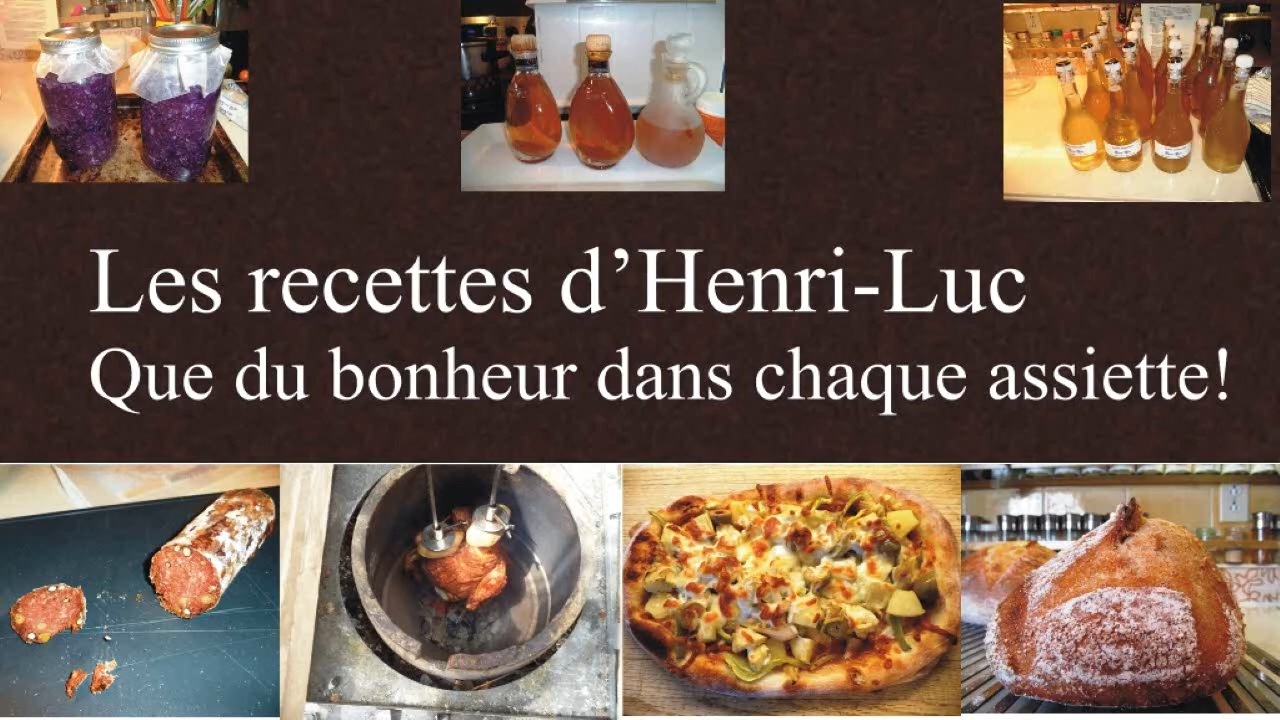 Les recettes d’Henri-Luc
Que du bonheur dans chaque assiette!